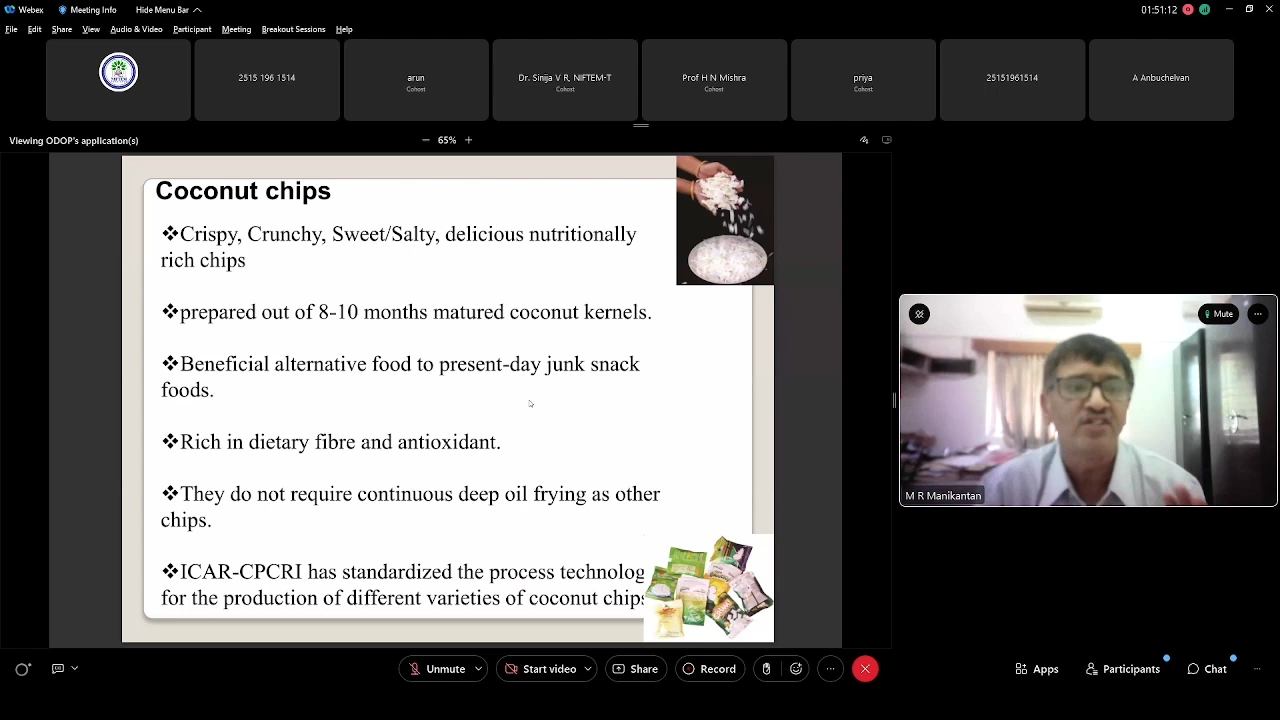 Webex
Meeting Info
Hide Menu Bar
01:51:12
File Edit Share View Audio & Video Participant Meeting Breakout Sessions Help
NIFTEM
2515 196 1514
arun
Cohost
Dr. Sinija V R, NIFTEM-T
Cohost
Prof H N Mishra
Cohost
priya
Cohost
25151961514
A Anbuchelvan
Viewing ODOP's application(s)
65%
Coconut chips
❖Crispy, Crunchy, Sweet/Salty, delicious nutritionally
rich chips
❖prepared out of 8-10 months matured coconut kernels.
❖Beneficial alternative food to present-day junk snack
foods.
❖Rich in dietary fibre and antioxidant.
❖They do not require continuous deep oil frying as other
chips.
❖ICAR-CPCRI has standardized the process technolog
for the production of different varieties of coconut chips
Mute
M R Manikantan
Unmute
Start video
Share
Record
Apps
Participants
Chat